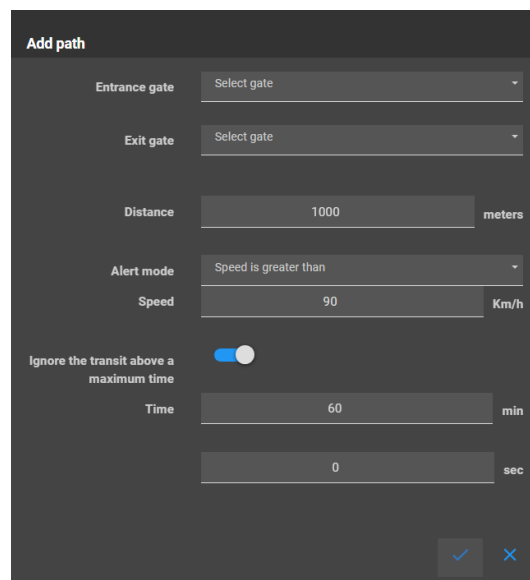 Add path
Entrance gate Select gate
Exit gate Select gate
Distance 1000 meters
Alert mode Speed is greater than
Speed 90 Km/h
Ignore the transit above a
maximum time
Time 60 min
0 sec